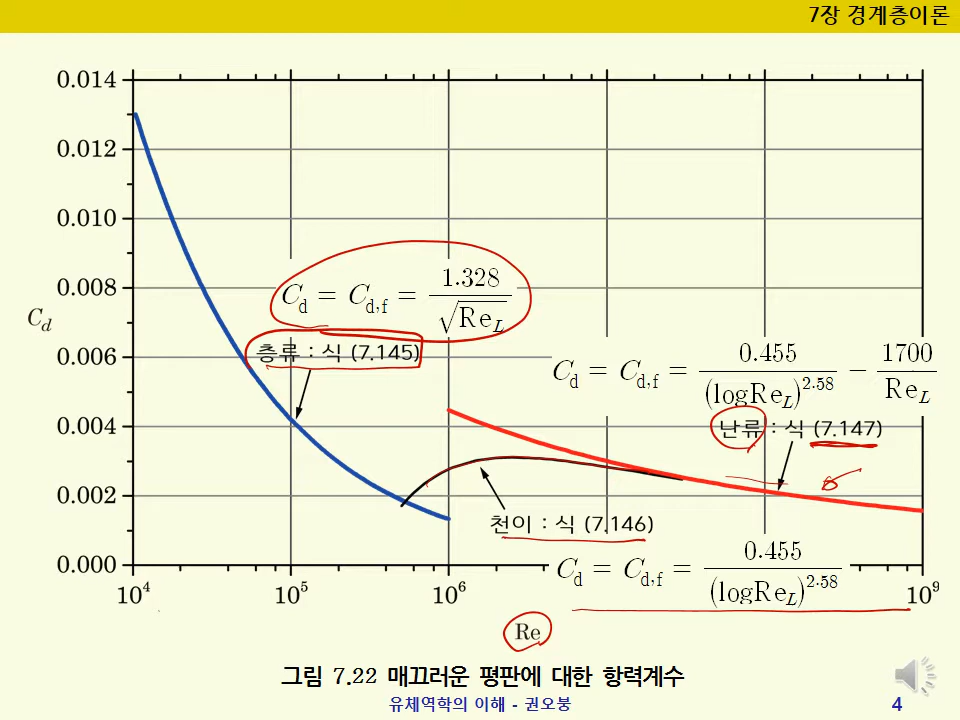 7장 경계층이론
0.014
0.012
0.010
0.008
0.006
0.004
0.002
0.000
C_d
C_d = C_d,f = 1.328 / √Re_L
층류 : 식 (7.145)
C_d = C_d,f = 0.455 / (logRe_L)^2.58 − 1700 / Re_L
난류 : 식 (7.147)
천이 : 식 (7.146)
C_d = C_d,f = 0.455 / (logRe_L)^2.58
10^4 10^5 10^6 10^9
Re
그림 7.22 매끄러운 평판에 대한 항력계수
유체역학의 이해 - 권오붕
4